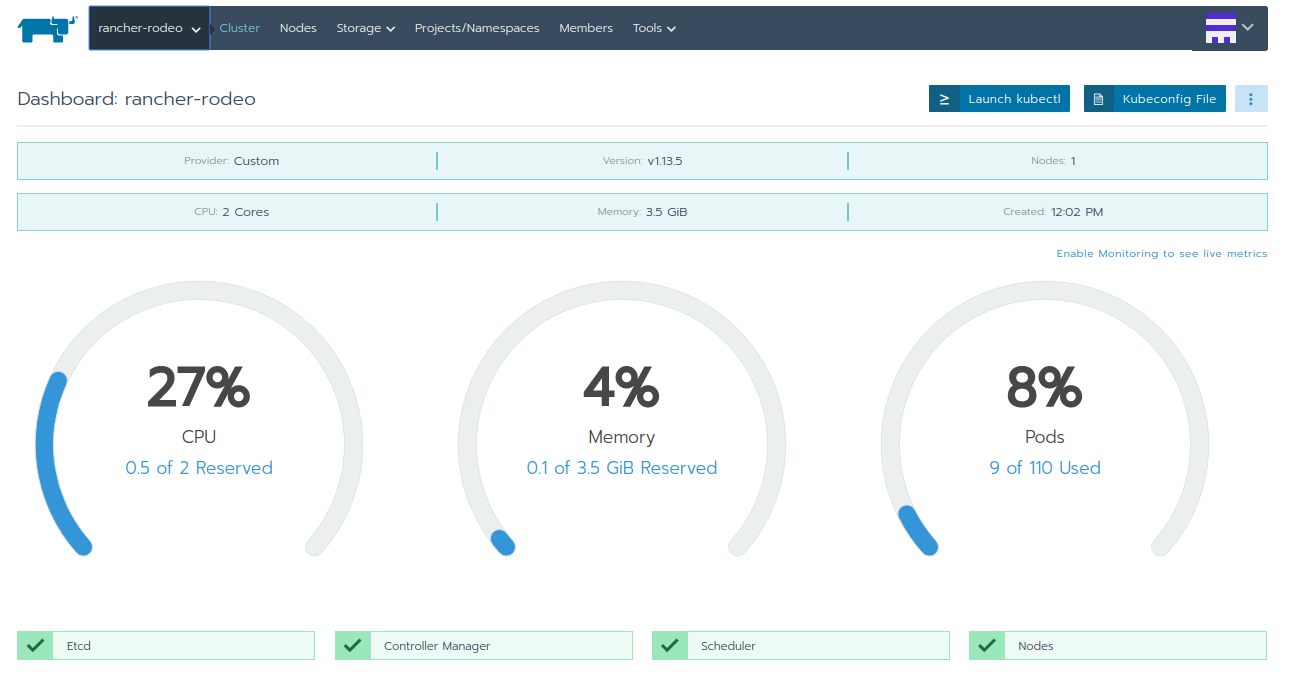 rancher-rodeo Cluster Nodes Storage Projects/Namespaces Members Tools
Dashboard: rancher-rodeo Launch kubectl Kubeconfig File
Provider: Custom Version: v1.13.5 Nodes: 1
CPU: 2 Cores Memory: 3.5 GiB Created: 12:02 PM
Enable Monitoring to see live metrics
27% 4% 8%
CPU Memory Pods
0.5 of 2 Reserved 0.1 of 3.5 GiB Reserved 9 of 110 Used
Etcd Controller Manager Scheduler Nodes